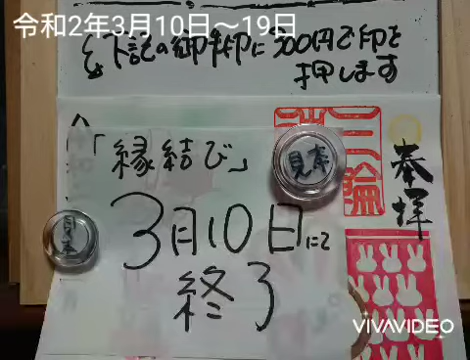 令和2年3月10日〜19日
下記の御朱印に300円で印を
押します
「縁結び」
3月10日にて
終了
見本
見本
三輪
奉拝
VIVAVIDEO